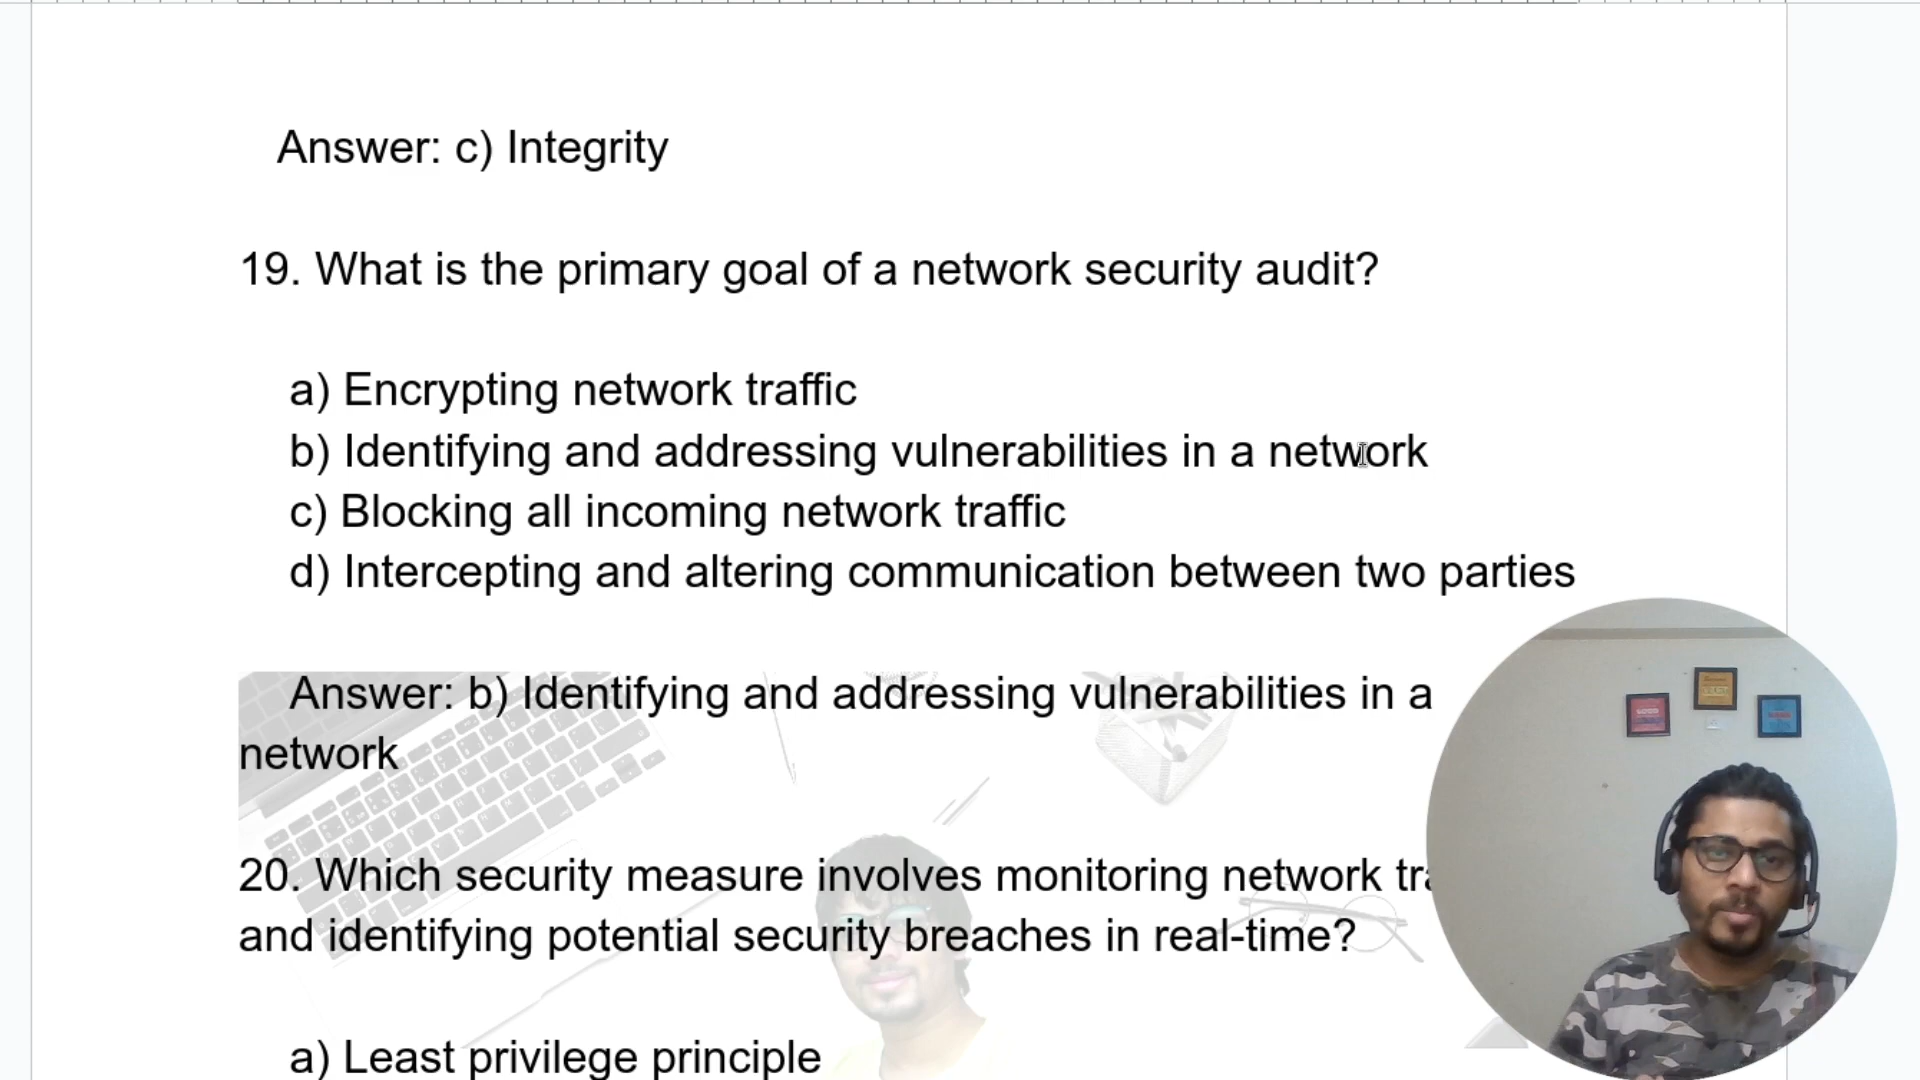 Answer: c) Integrity
19. What is the primary goal of a network security audit?
a) Encrypting network traffic
b) Identifying and addressing vulnerabilities in a network
c) Blocking all incoming network traffic
d) Intercepting and altering communication between two parties
Answer: b) Identifying and addressing vulnerabilities in a
network
20. Which security measure involves monitoring network
and identifying potential security breaches in real-time?
a) Least privilege principle